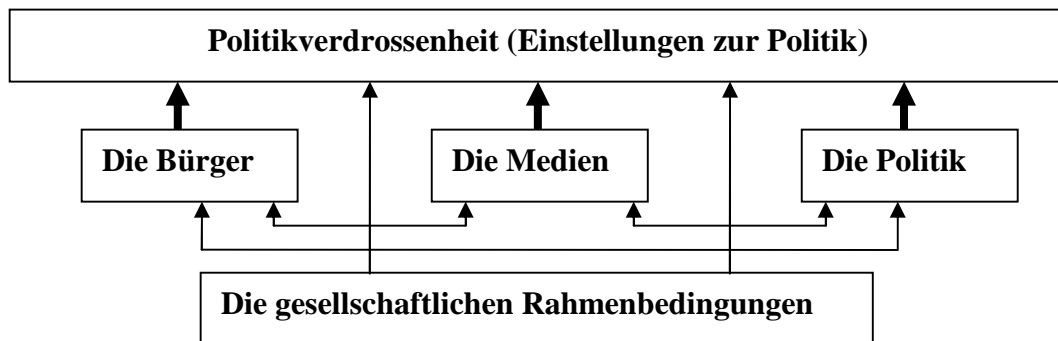 Politikverdrossenheit (Einstellungen zur Politik)
Die Bürger
Die Medien
Die Politik
Die gesellschaftlichen Rahmenbedingungen